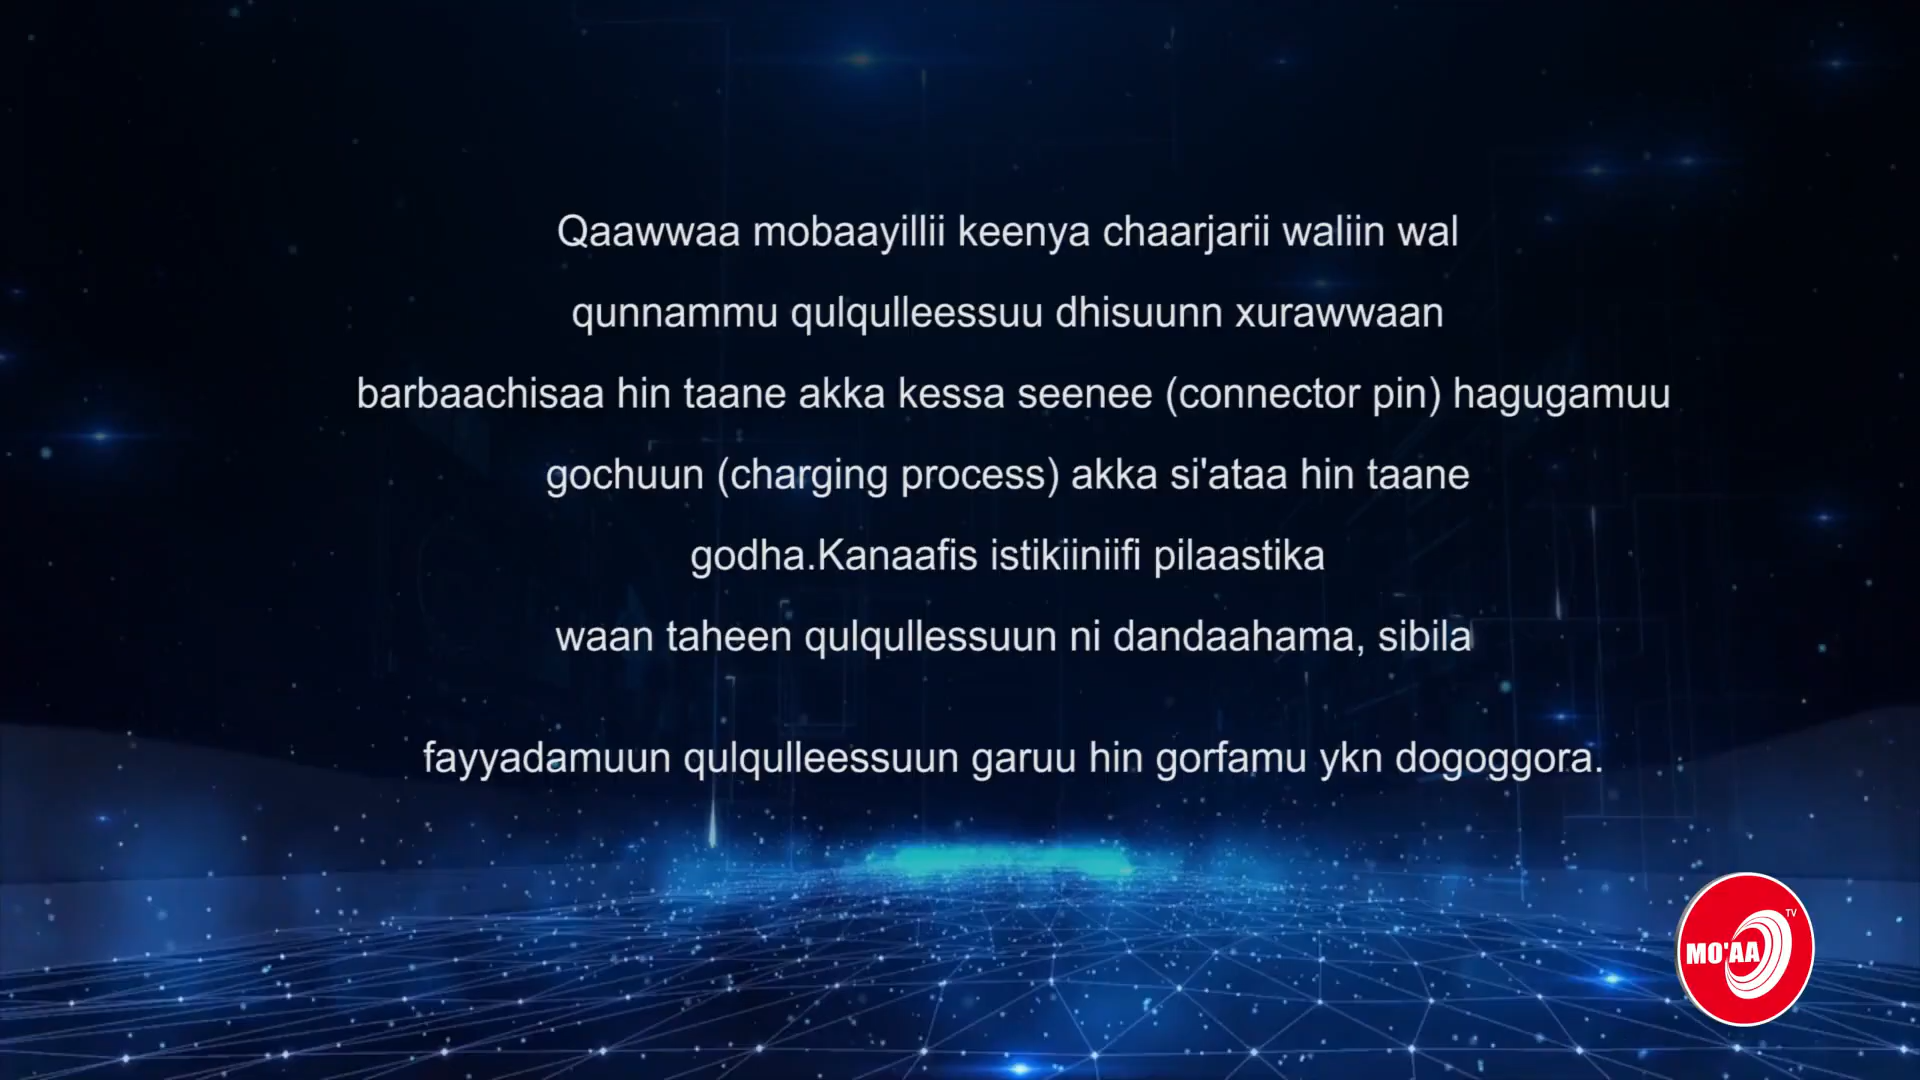 Qaawwaa mobaayillii keenya chaarjarii waliin wal
qunnammu qulqulleessuu dhisuunn xurawwaan
barbaachisaa hin taane akka kessa seenee (connector pin) hagugamuu
gochuun (charging process) akka si'ataa hin taane
godha.Kanaafis istikiiniifi pilaastika
waan taheen qulqullessuun ni dandaahama, sibila
fayyadamuun qulqulleessuun garuu hin gorfamu ykn dogoggora.
TV
MO'AA